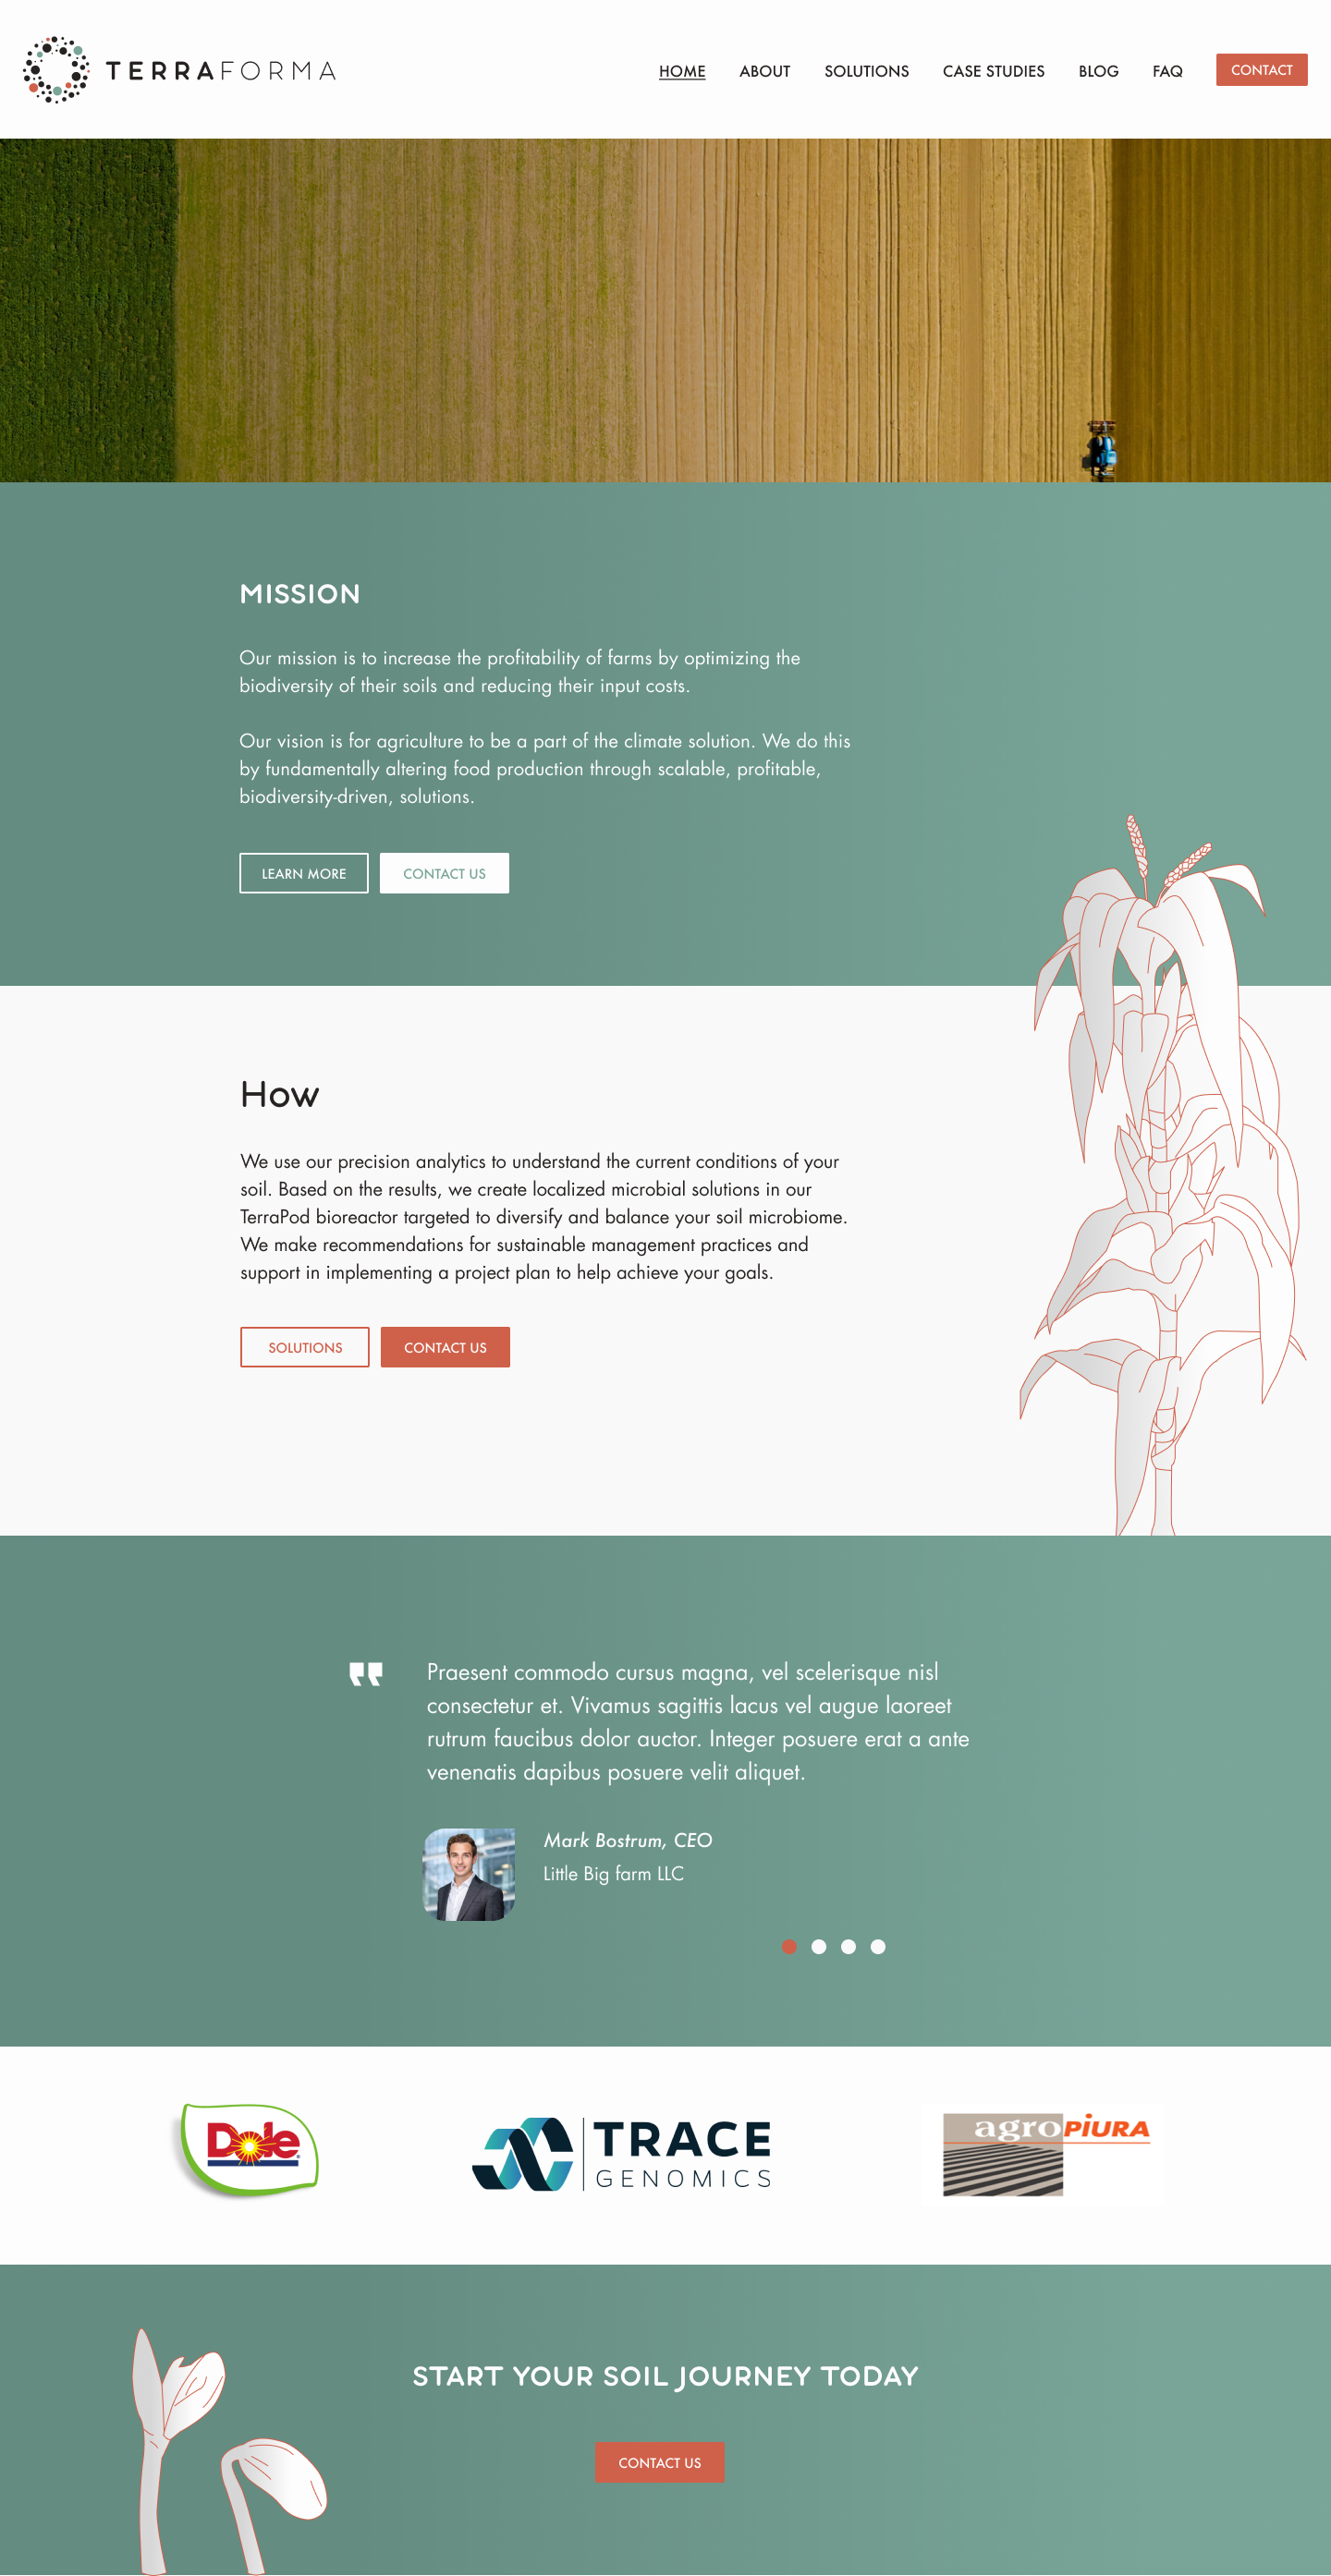 TERRAFORMA
HOME ABOUT SOLUTIONS CASE STUDIES BLOG FAQ CONTACT
MISSION
Our mission is to increase the profitability of farms by optimizing the
biodiversity of their soils and reducing their input costs.
Our vision is for agriculture to be a part of the climate solution. We do this
by fundamentally altering food production through scalable, profitable,
biodiversity-driven, solutions.
LEARN MORE CONTACT US
How
We use our precision analytics to understand the current conditions of your
soil. Based on the results, we create localized microbial solutions in our
TerraPod bioreactor targeted to diversify and balance your soil microbiome.
We make recommendations for sustainable management practices and
support in implementing a project plan to help achieve your goals.
SOLUTIONS CONTACT US
" Praesent commodo cursus magna, vel scelerisque nisl
consectetur et. Vivamus sagittis lacus vel augue laoreet
rutrum faucibus dolor auctor. Integer posuere erat a ante
venenatis dapibus posuere velit aliquet.
Mark Bostrum, CEO
Little Big farm LLC
Dole
TRACE
GENOMICS
agropiURA
START YOUR SOIL JOURNEY TODAY
CONTACT US